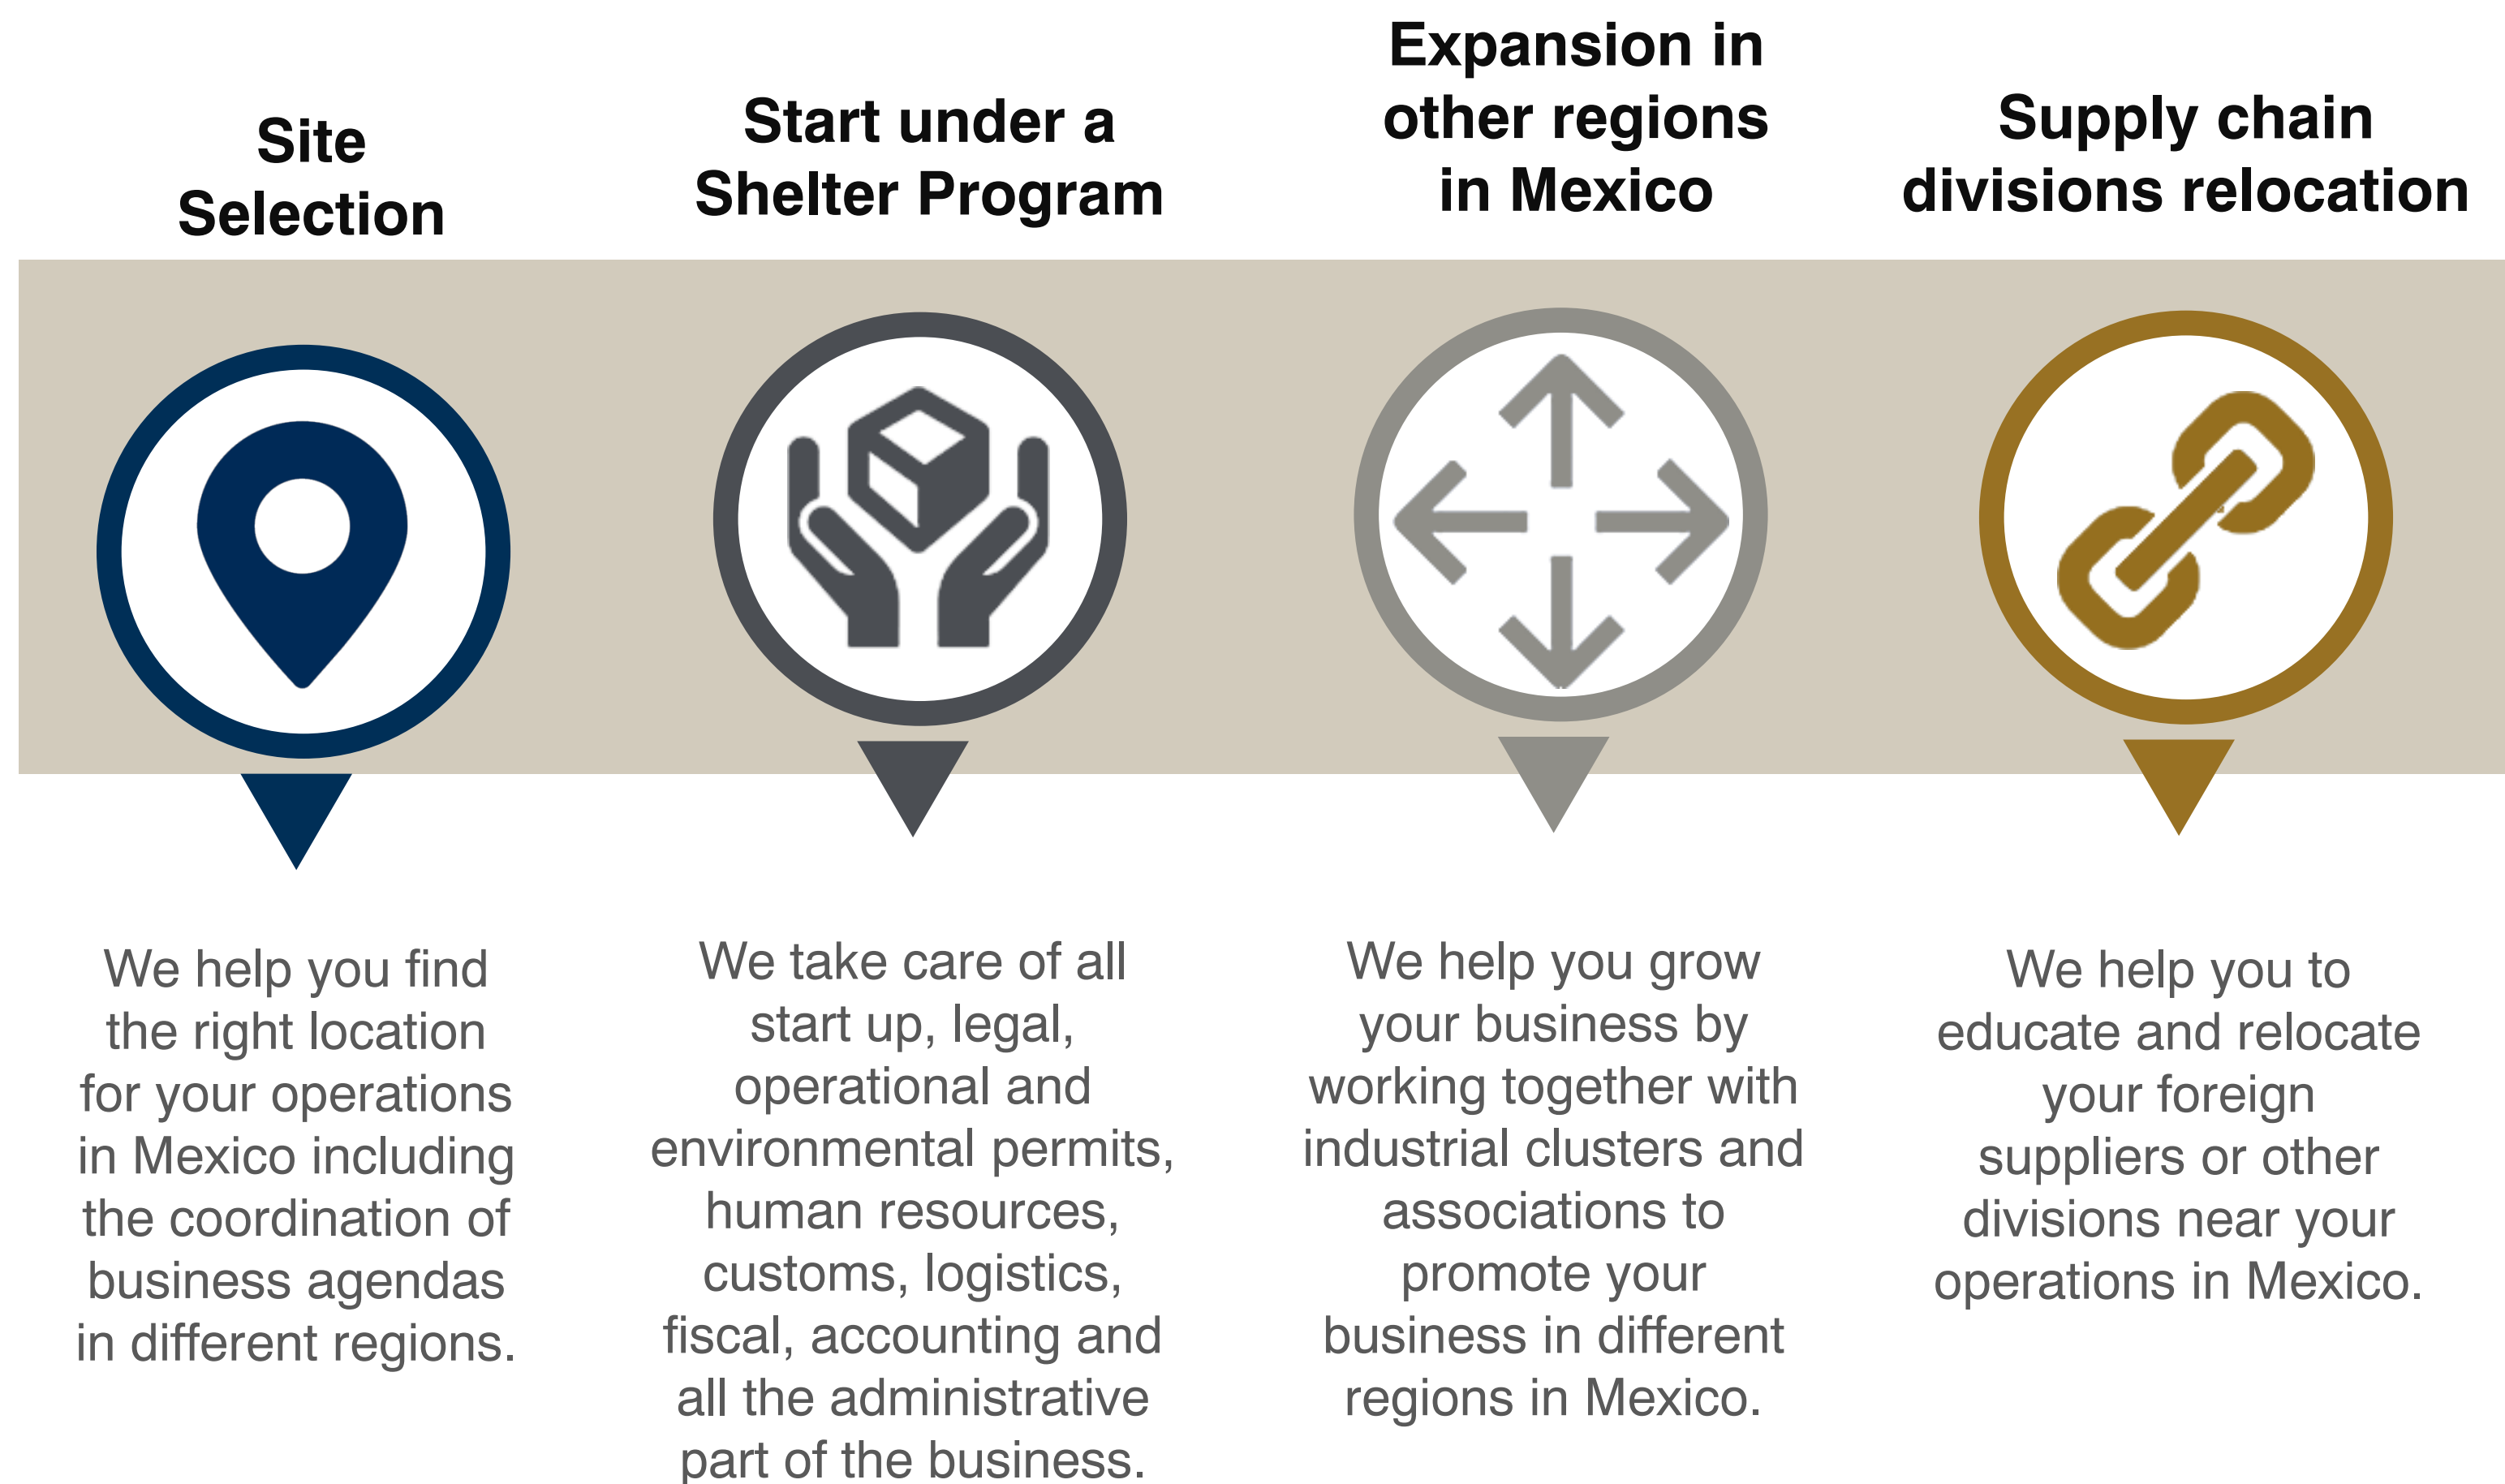 Site
Selection
We help you find
the right location
for your operations
in Mexico including
the coordination of
business agendas
in different regions.
Start under a
Shelter Program
We take care of all
start up, legal,
operational and
environmental permits,
human resources,
customs, logistics,
fiscal, accounting and
all the administrative
part of the business.
Expansion in
other regions
in Mexico
We help you grow
your business by
working together with
industrial clusters and
associations to
promote your
business in different
regions in Mexico.
Supply chain
divisions relocation
We help you to
educate and relocate
your foreign
suppliers or other
divisions near your
operations in Mexico.